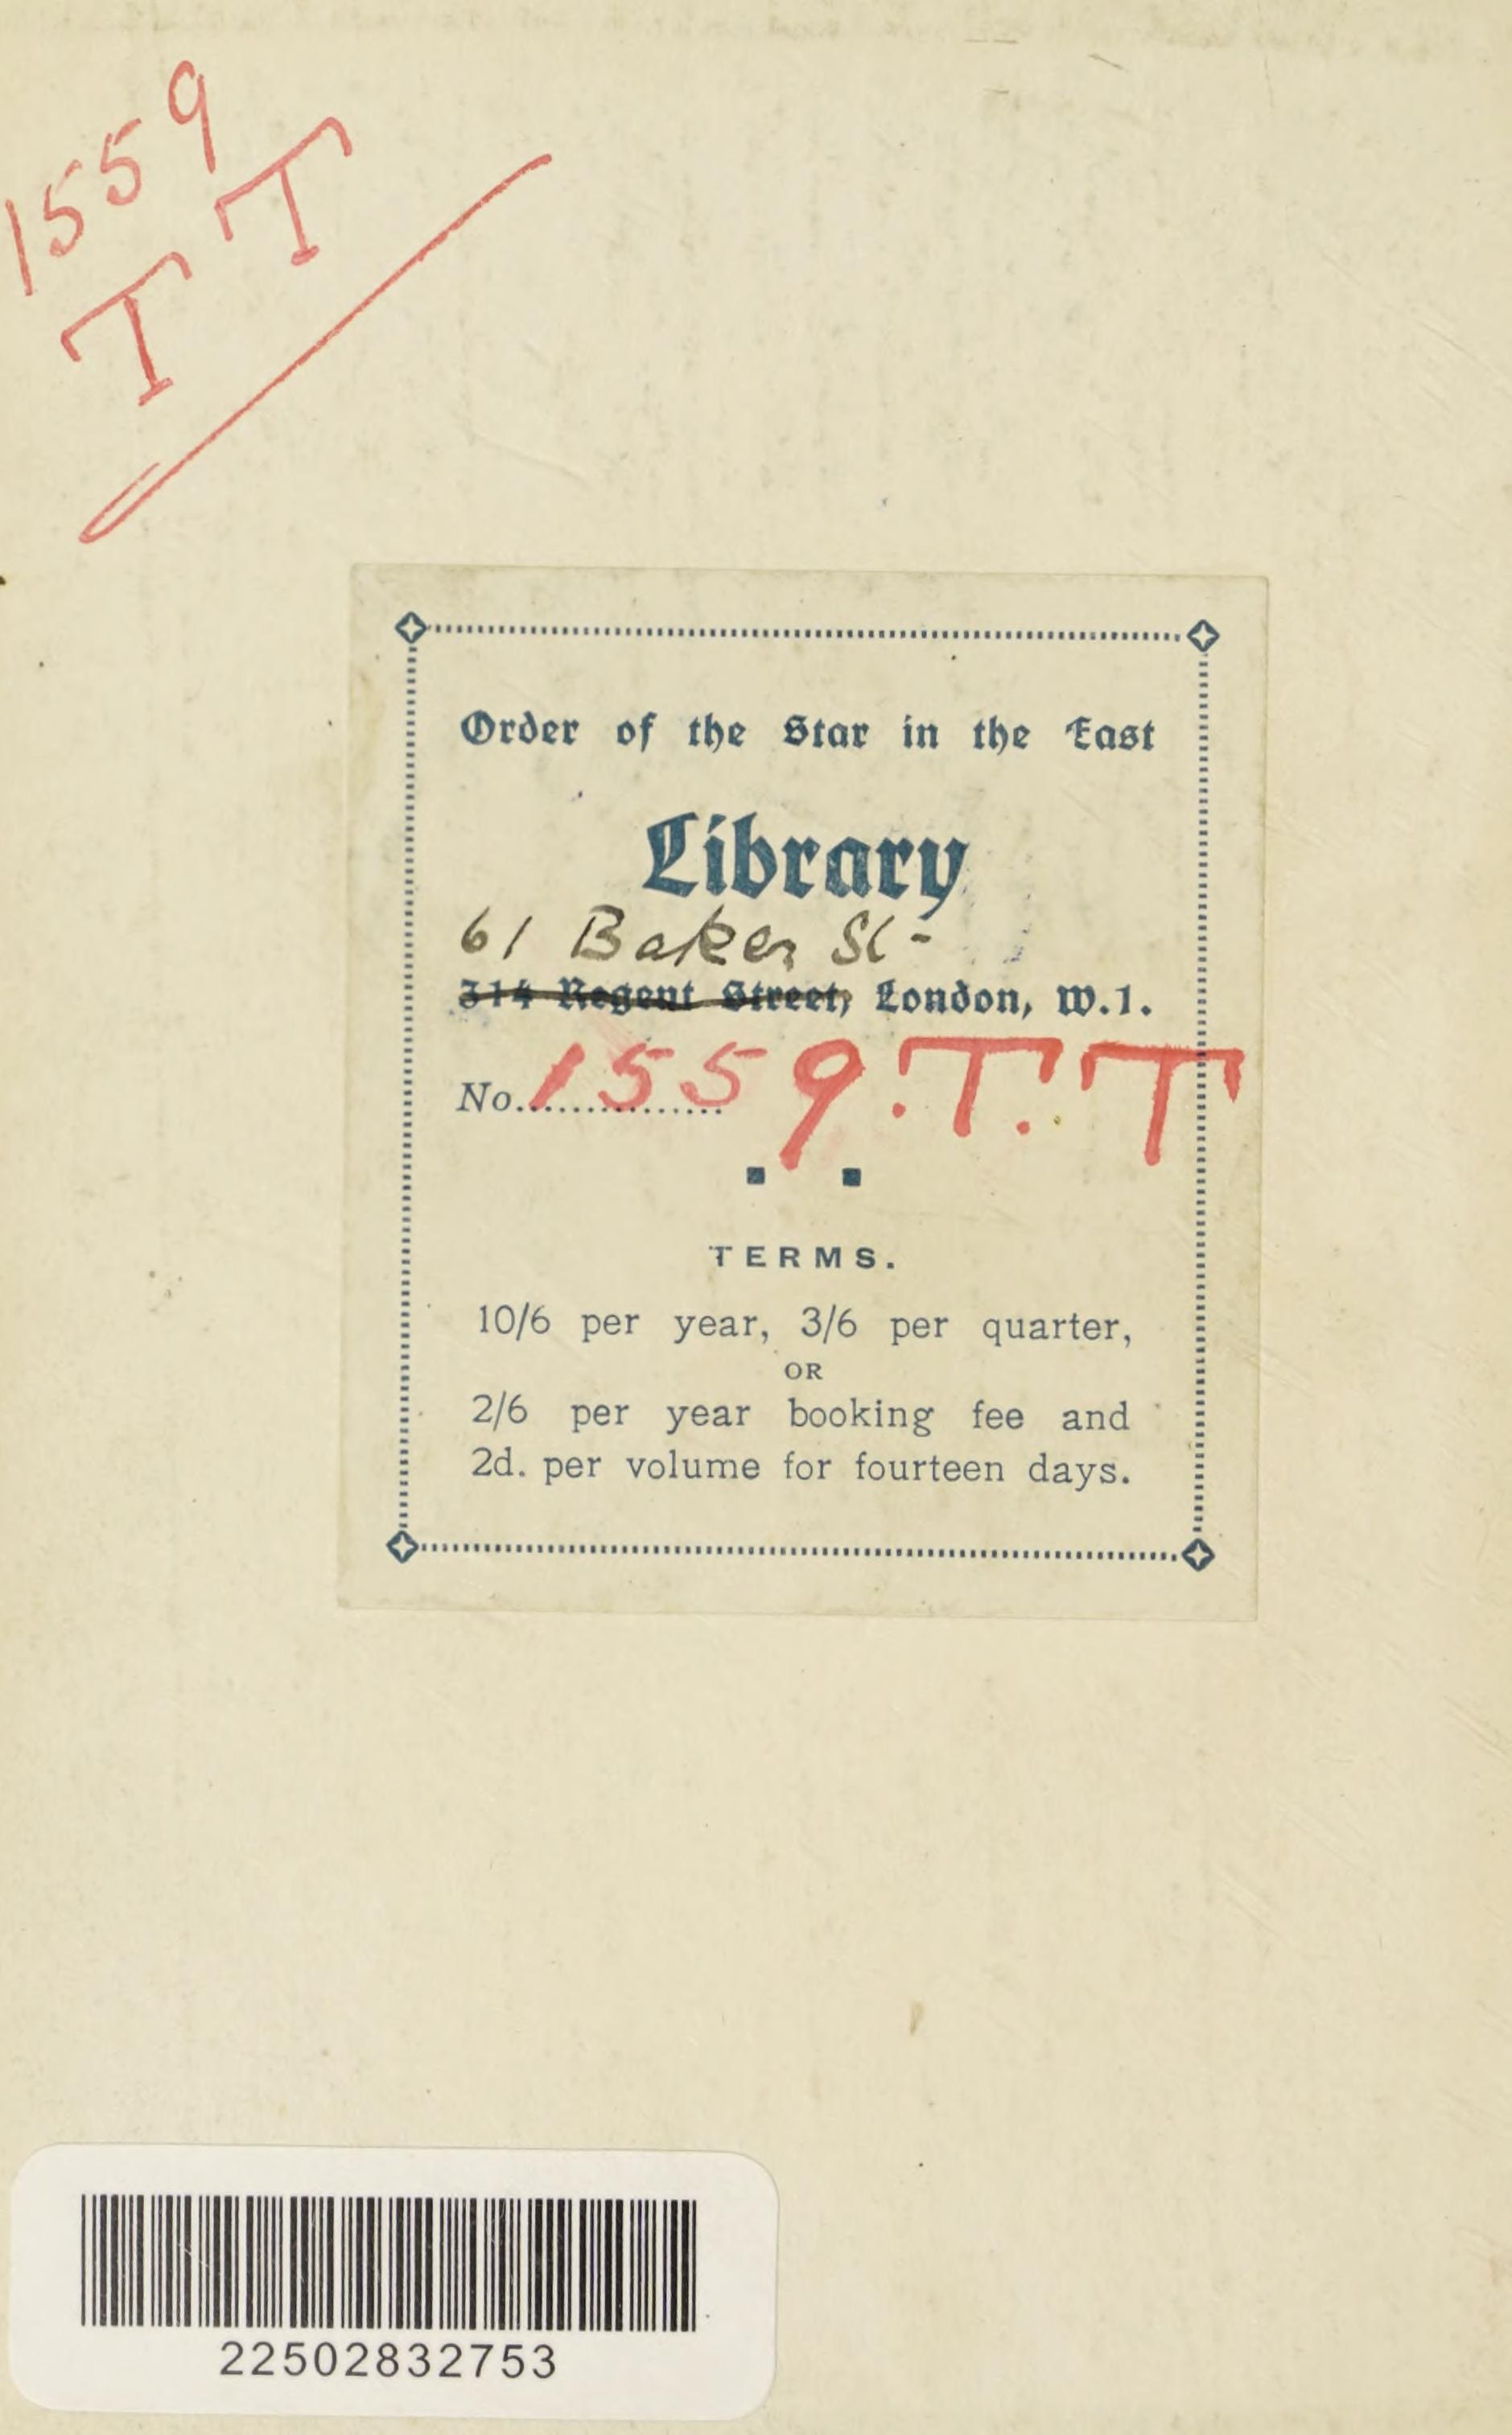 1559
T T
Order of the Star in the East
Library
61 Baker St-
314 Regent Street, London, W.1.
No. 1559.T.T
TERMS.
10/6 per year, 3/6 per quarter,
OR
2/6 per year booking fee and
2d. per volume for fourteen days.
22502832753